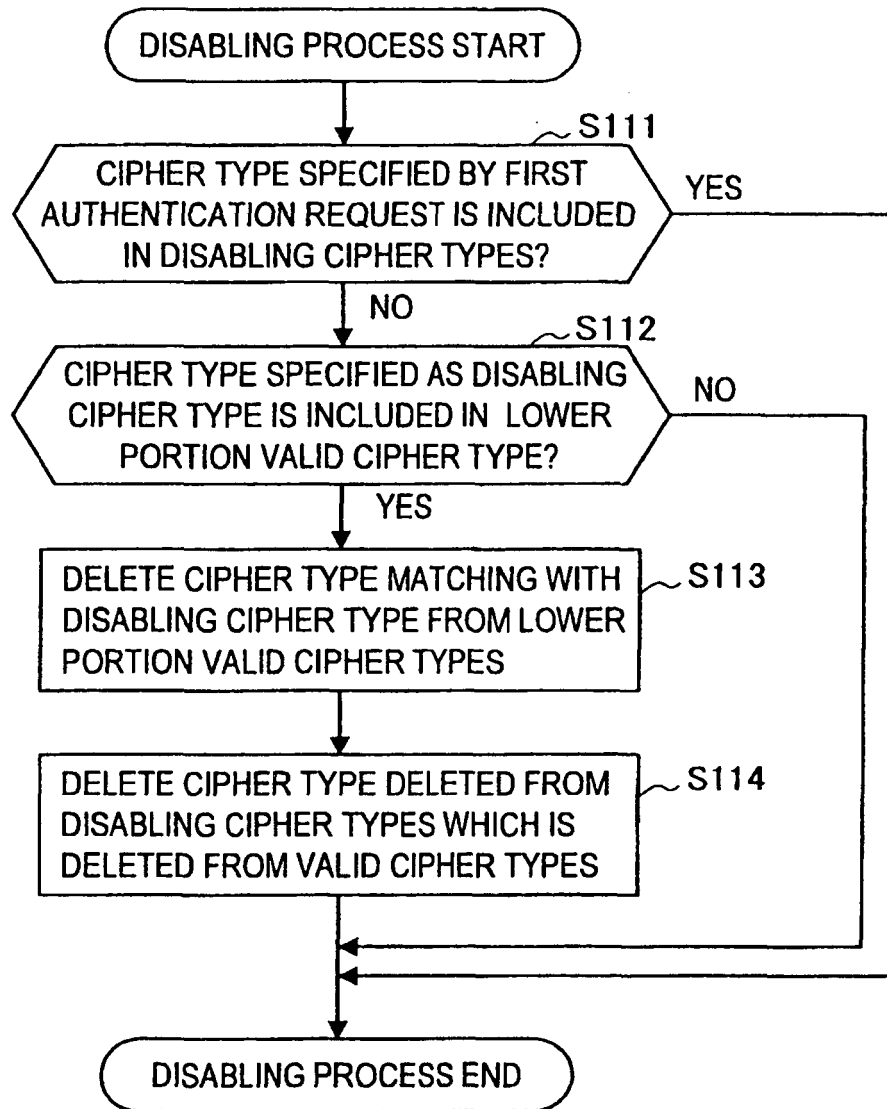 DISABLING PROCESS START
S111
CIPHER TYPE SPECIFIED BY FIRST
AUTHENTICATION REQUEST IS INCLUDED
IN DISABLING CIPHER TYPES?
YES
NO
S112
CIPHER TYPE SPECIFIED AS DISABLING
CIPHER TYPE IS INCLUDED IN LOWER
PORTION VALID CIPHER TYPE?
NO
YES
S113
DELETE CIPHER TYPE MATCHING WITH
DISABLING CIPHER TYPE FROM LOWER
PORTION VALID CIPHER TYPES
S114
DELETE CIPHER TYPE DELETED FROM
DISABLING CIPHER TYPES WHICH IS
DELETED FROM VALID CIPHER TYPES
DISABLING PROCESS END